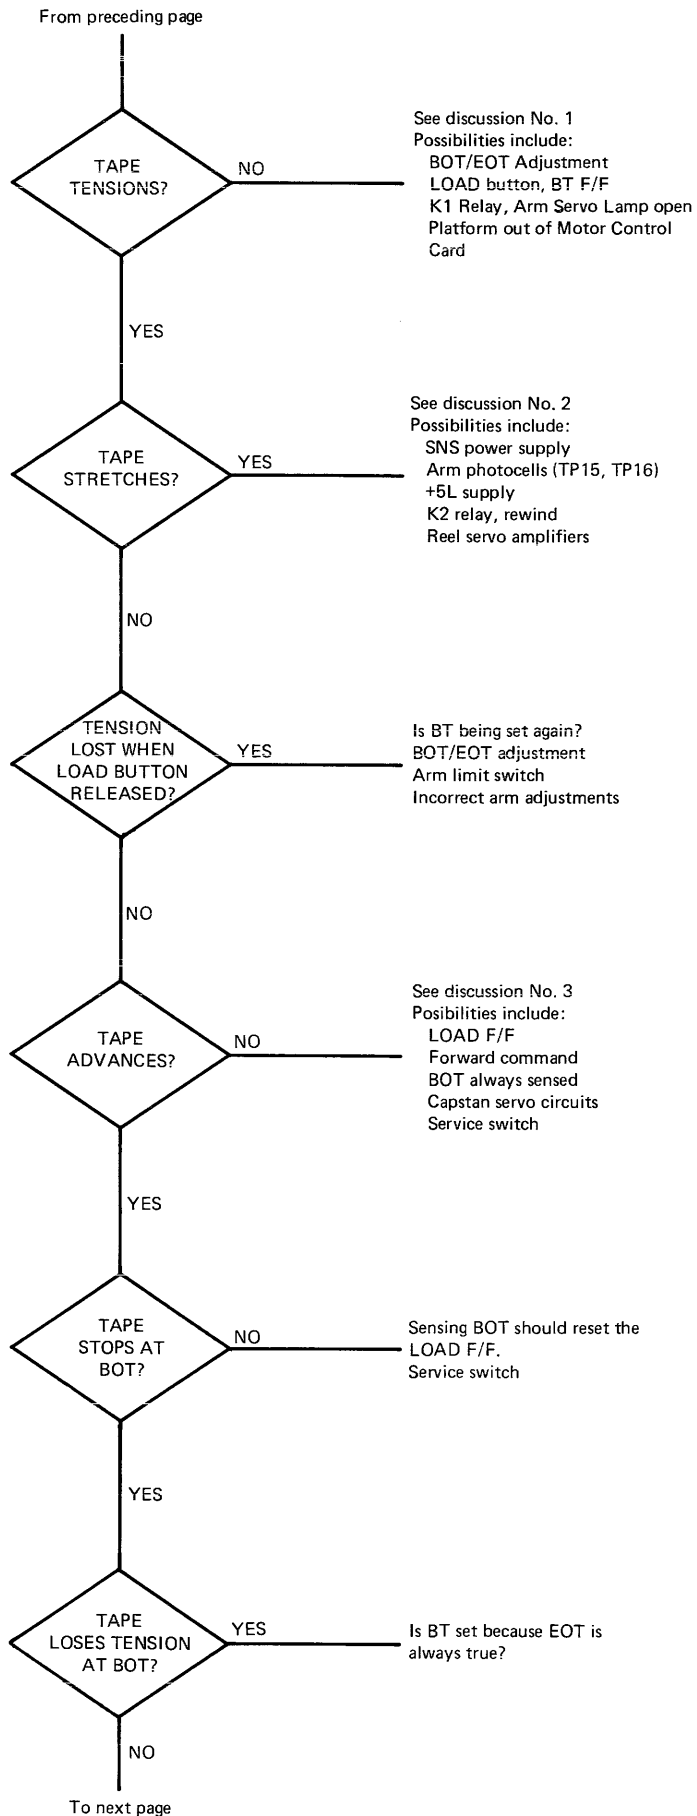 From preceding page
TAPE
TENSIONS?
NO
See discussion No. 1
Possibilities include:
BOT/EOT Adjustment
LOAD button, BT F/F
K1 Relay, Arm Servo Lamp open
Platform out of Motor Control
Card
YES
TAPE
STRETCHES?
YES
See discussion No. 2
Possibilities include:
SNS power supply
Arm photocells (TP15, TP16)
+5L supply
K2 relay, rewind
Reel servo amplifiers
NO
TENSION
LOST WHEN
LOAD BUTTON
RELEASED?
YES
Is BT being set again?
BOT/EOT adjustment
Arm limit switch
Incorrect arm adjustments
NO
TAPE
ADVANCES?
NO
See discussion No. 3
Posibilities include:
LOAD F/F
Forward command
BOT always sensed
Capstan servo circuits
Service switch
YES
TAPE
STOPS AT
BOT?
NO
Sensing BOT should reset the
LOAD F/F.
Service switch
YES
TAPE
LOSES TENSION
AT BOT?
YES
Is BT set because EOT is
always true?
NO
To next page